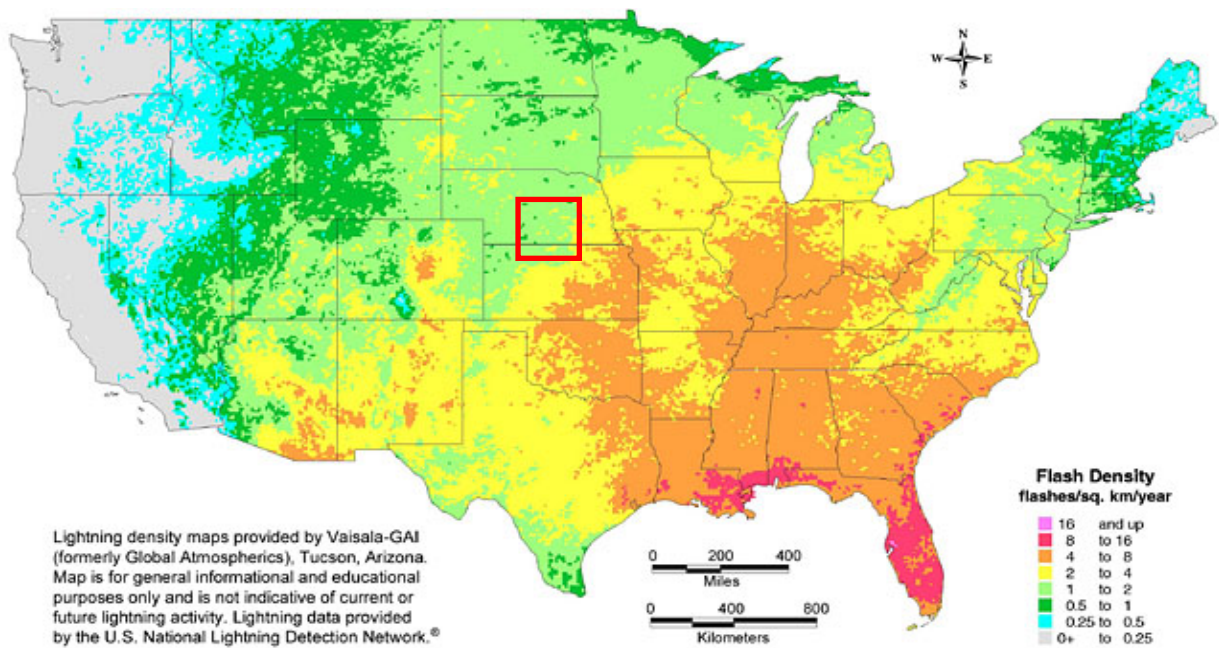 N
W E
S
Flash Density
flashes/sq. km/year
16 and up
8 to 16
4 to 8
2 to 4
1 to 2
0.5 to 1
0.25 to 0.5
0+ to 0.25
Lightning density maps provided by Vaisala-GAI
(formerly Global Atmospherics), Tucson, Arizona.
Map is for general informational and educational
purposes only and is not indicative of current or
future lightning activity. Lightning data provided
by the U.S. National Lightning Detection Network.®
0 200 400
Miles
0 400 800
Kilometers